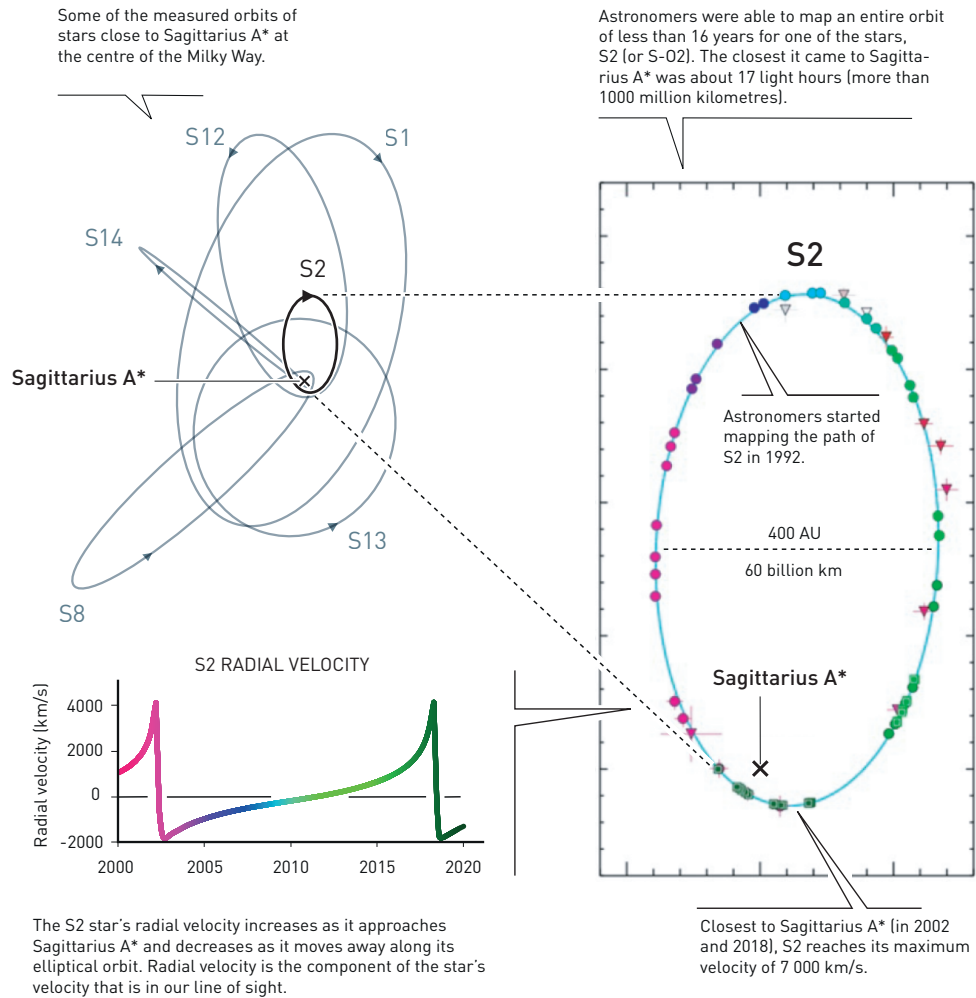 Some of the measured orbits of
stars close to Sagittarius A* at
the centre of the Milky Way.
Astronomers were able to map an entire orbit
of less than 16 years for one of the stars,
S2 (or S-O2). The closest it came to Sagitta-
rius A* was about 17 light hours (more than
1000 million kilometres).
S12
S1
S14
S2
Sagittarius A*
S13
S8
S2
Astronomers started
mapping the path of
S2 in 1992.
400 AU
60 billion km
Sagittarius A*
S2 RADIAL VELOCITY
Radial velocity (km/s)
4000
2000
0
-2000
2000 2005 2010 2015 2020
The S2 star’s radial velocity increases as it approaches
Sagittarius A* and decreases as it moves away along its
elliptical orbit. Radial velocity is the component of the star’s
velocity that is in our line of sight.
Closest to Sagittarius A* (in 2002
and 2018), S2 reaches its maximum
velocity of 7 000 km/s.